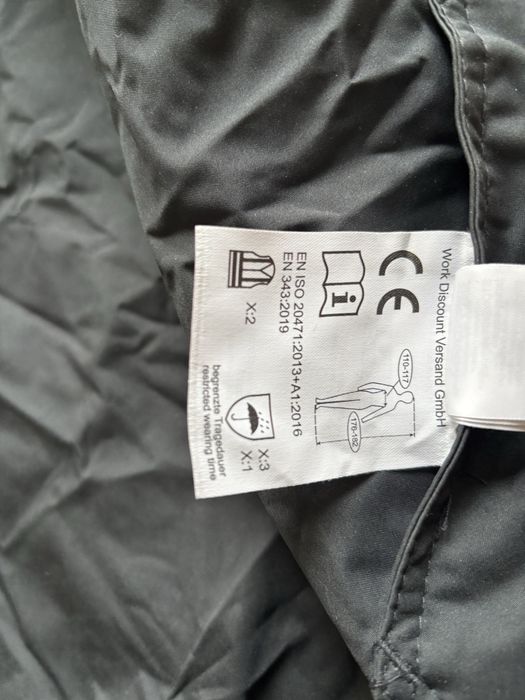 Work Discount Versand GmbH
CE
110-117
176-182
i
EN ISO 20471:2013+A1:2016
EN 343:2019
X:2
X:3
X:1
begrenzte Tragedauer
restricted wearing time